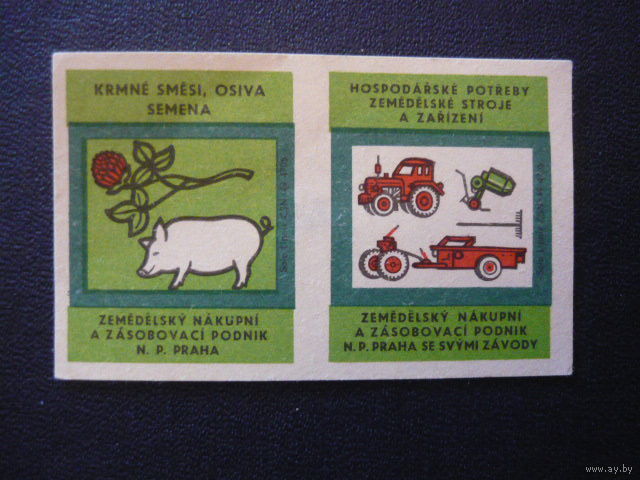 KRMNÉ SMĚSI, OSIVA
SEMENA
ZEMĚDĚLSKÝ NÁKUPNÍ
A ZÁSOBOVACÍ PODNIK
N. P. PRAHA
HOSPODÁŘSKÉ POTŘEBY
ZEMĚDĚLSKÉ STROJE
A ZAŘÍZENÍ
ZEMĚDĚLSKÝ NÁKUPNÍ
A ZÁSOBOVACÍ PODNIK
N. P. PRAHA SE SVÝMI ZÁVODY
www.ay.by